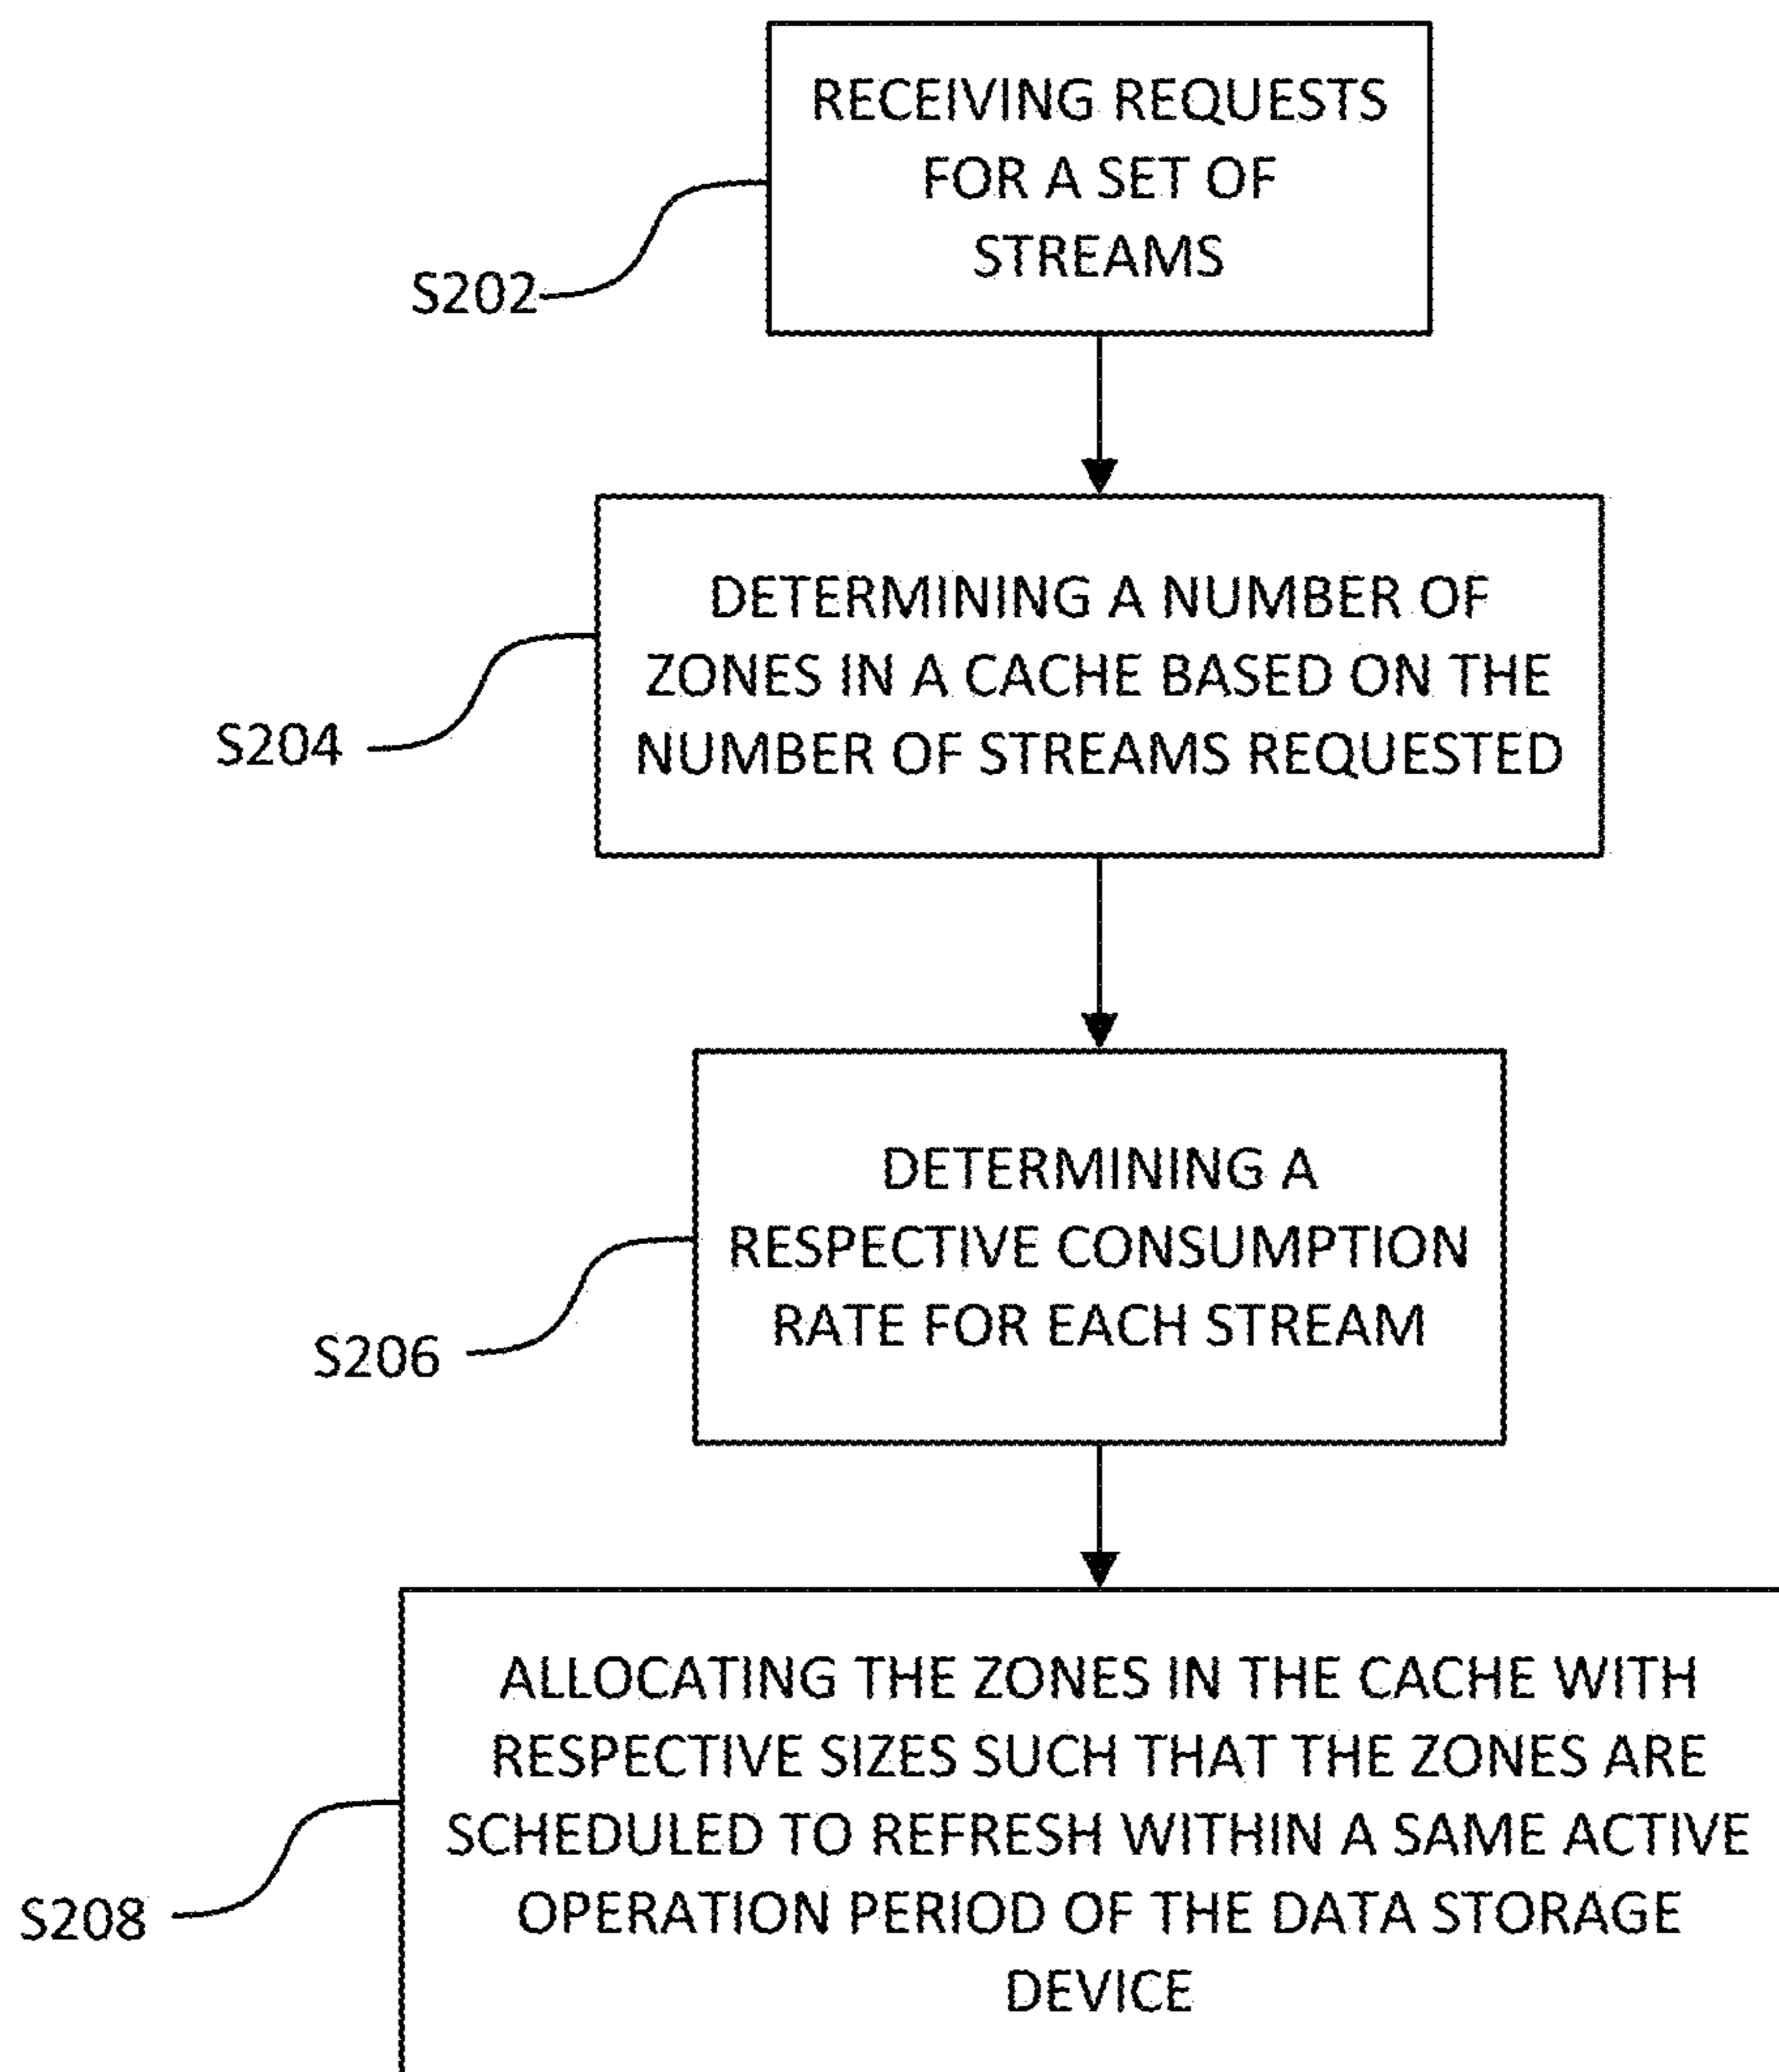 RECEIVING REQUESTS
FOR A SET OF
STREAMS
S202
DETERMINING A NUMBER OF
ZONES IN A CACHE BASED ON THE
NUMBER OF STREAMS REQUESTED
S204
DETERMINING A
RESPECTIVE CONSUMPTION
RATE FOR EACH STREAM
S206
ALLOCATING THE ZONES IN THE CACHE WITH
RESPECTIVE SIZES SUCH THAT THE ZONES ARE
SCHEDULED TO REFRESH WITHIN A SAME ACTIVE
OPERATION PERIOD OF THE DATA STORAGE
DEVICE
S208